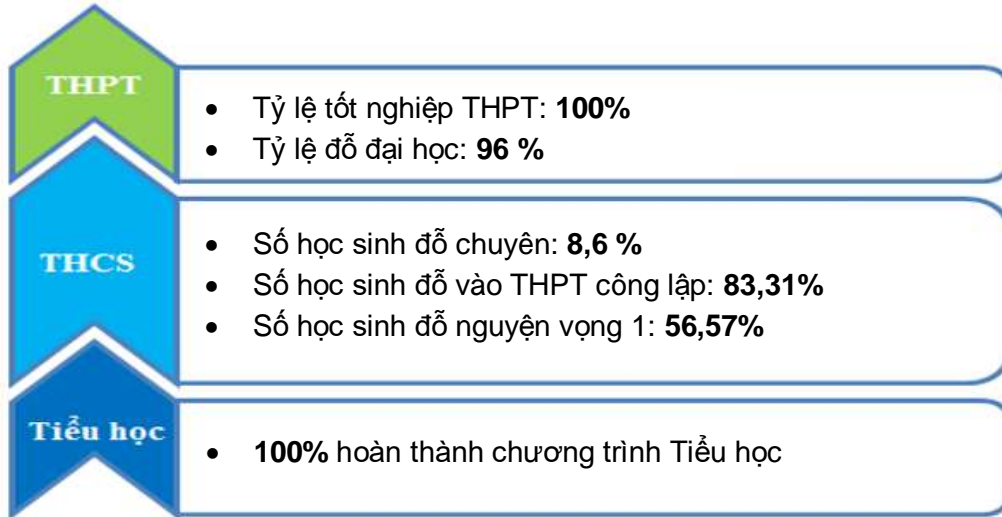 THPT
• Tỷ lệ tốt nghiệp THPT: 100%
• Tỷ lệ đỗ đại học: 96 %
THCS
• Số học sinh đỗ chuyên: 8,6 %
• Số học sinh đỗ vào THPT công lập: 83,31%
• Số học sinh đỗ nguyện vọng 1: 56,57%
Tiểu học
• 100% hoàn thành chương trình Tiểu học